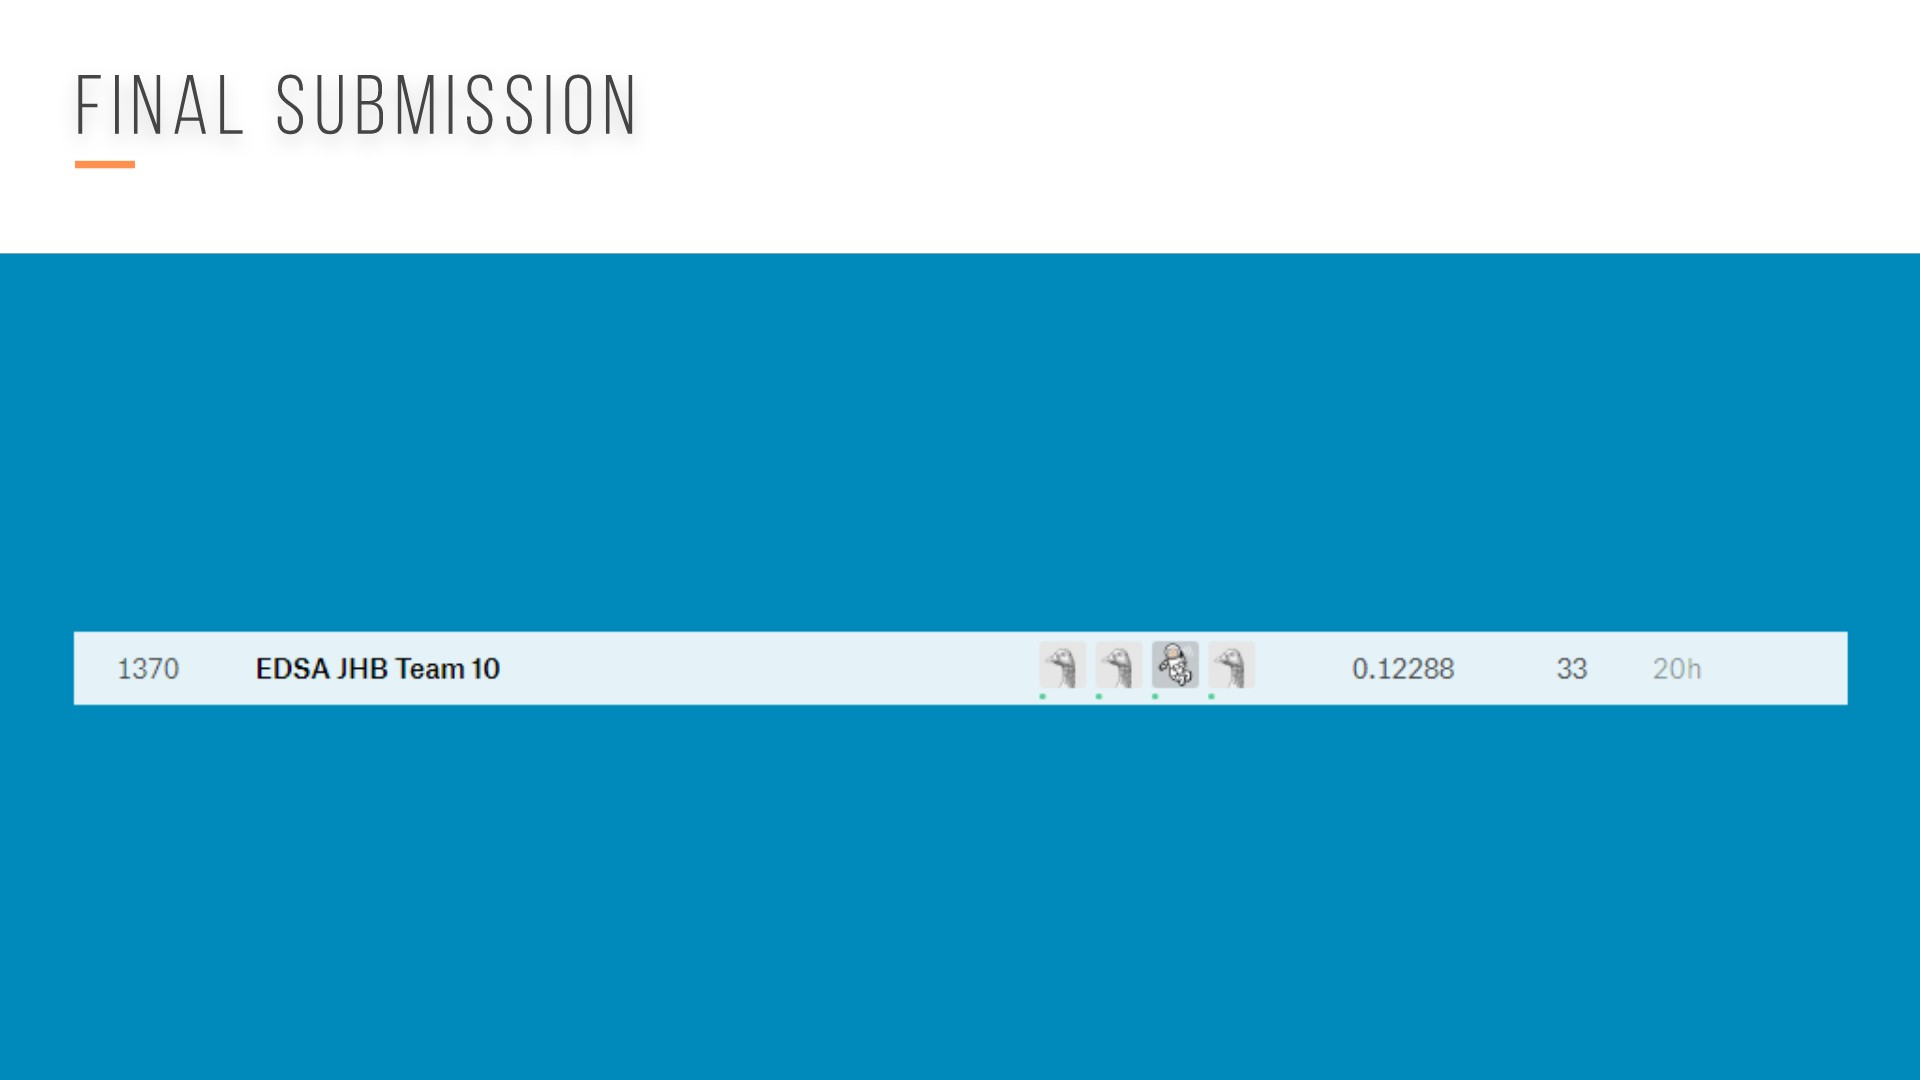 FINAL SUBMISSION
1370 EDSA JHB Team 10 0.12288 33 20h